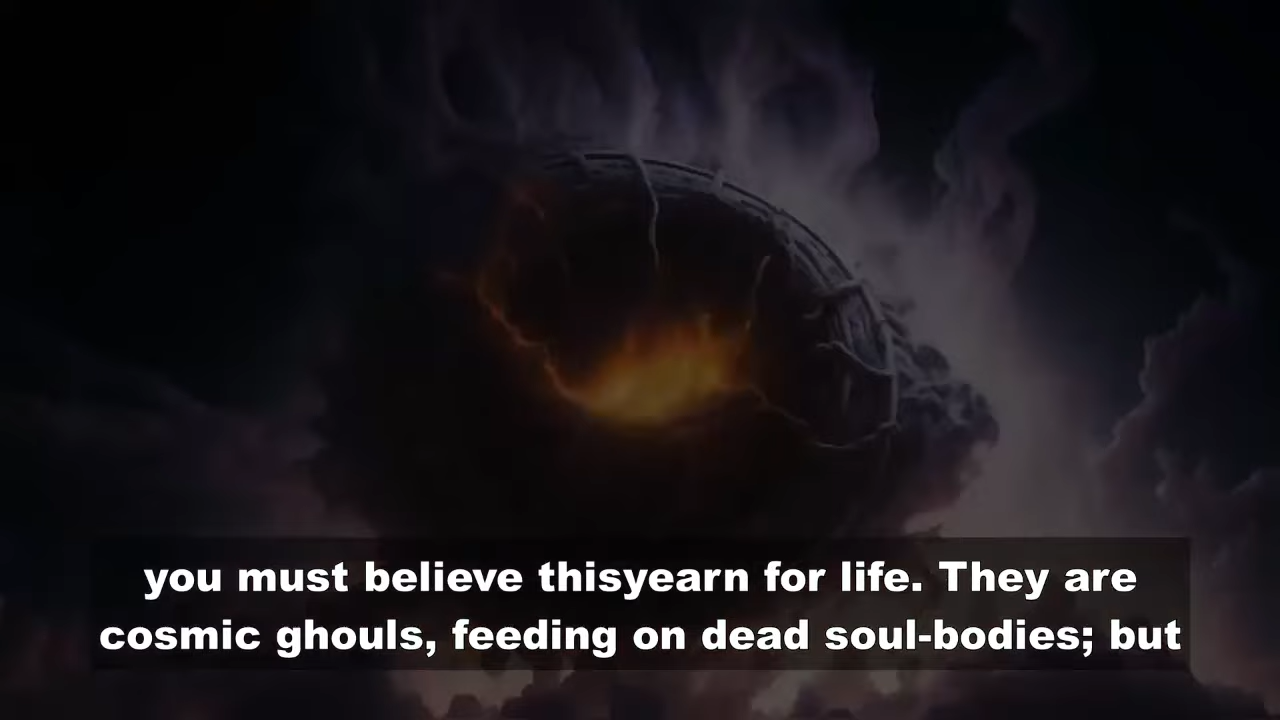 you must believe thisyearn for life. They are
cosmic ghouls, feeding on dead soul-bodies; but